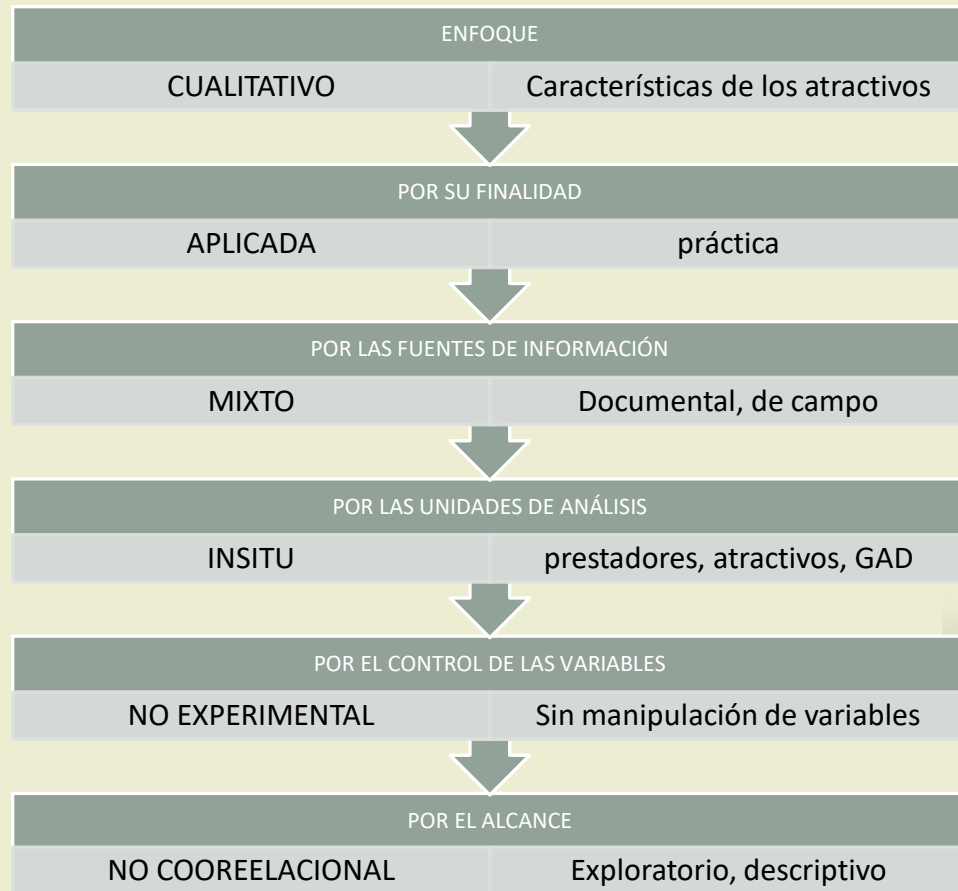 ENFOQUE
CUALITATIVO Características de los atractivos
POR SU FINALIDAD
APLICADA práctica
POR LAS FUENTES DE INFORMACIÓN
MIXTO Documental, de campo
POR LAS UNIDADES DE ANÁLISIS
INSITU prestadores, atractivos, GAD
POR EL CONTROL DE LAS VARIABLES
NO EXPERIMENTAL Sin manipulación de variables
POR EL ALCANCE
NO COOREELACIONAL Exploratorio, descriptivo